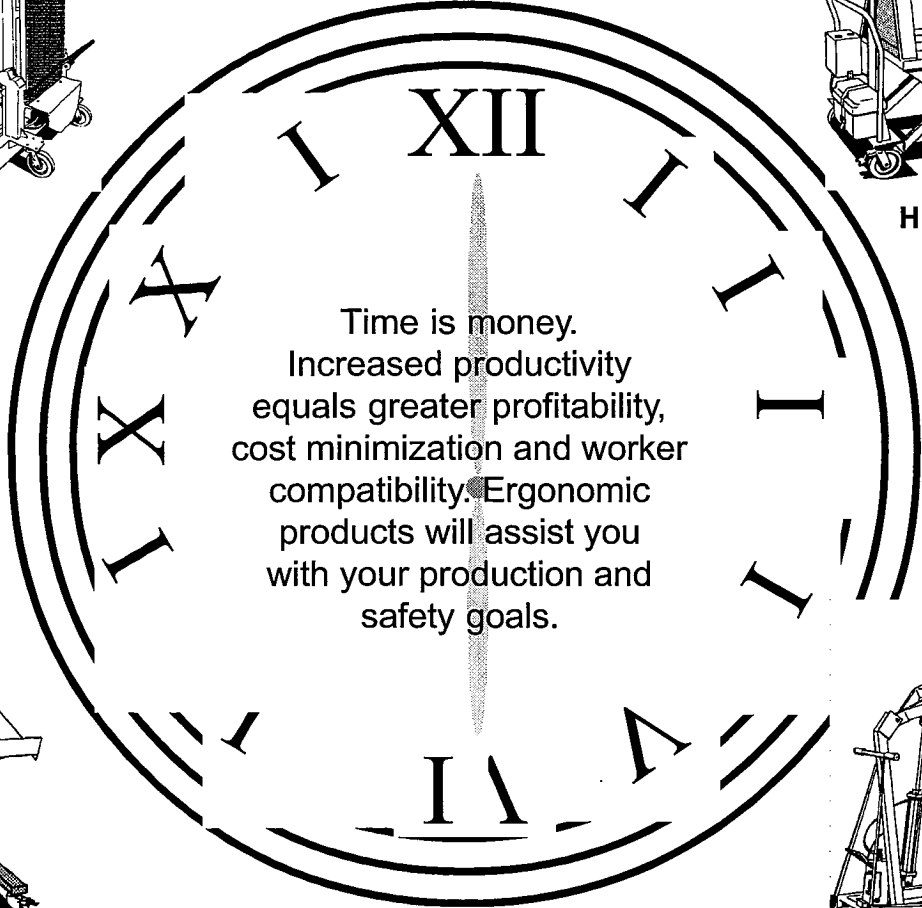 XII
I
I
H
X
I
Time is money.
Increased productivity
equals greater profitability,
X
I
cost minimization and worker
compatibility. Ergonomic
products will assist you
I
I
with your production and
safety goals.
I
V
VI